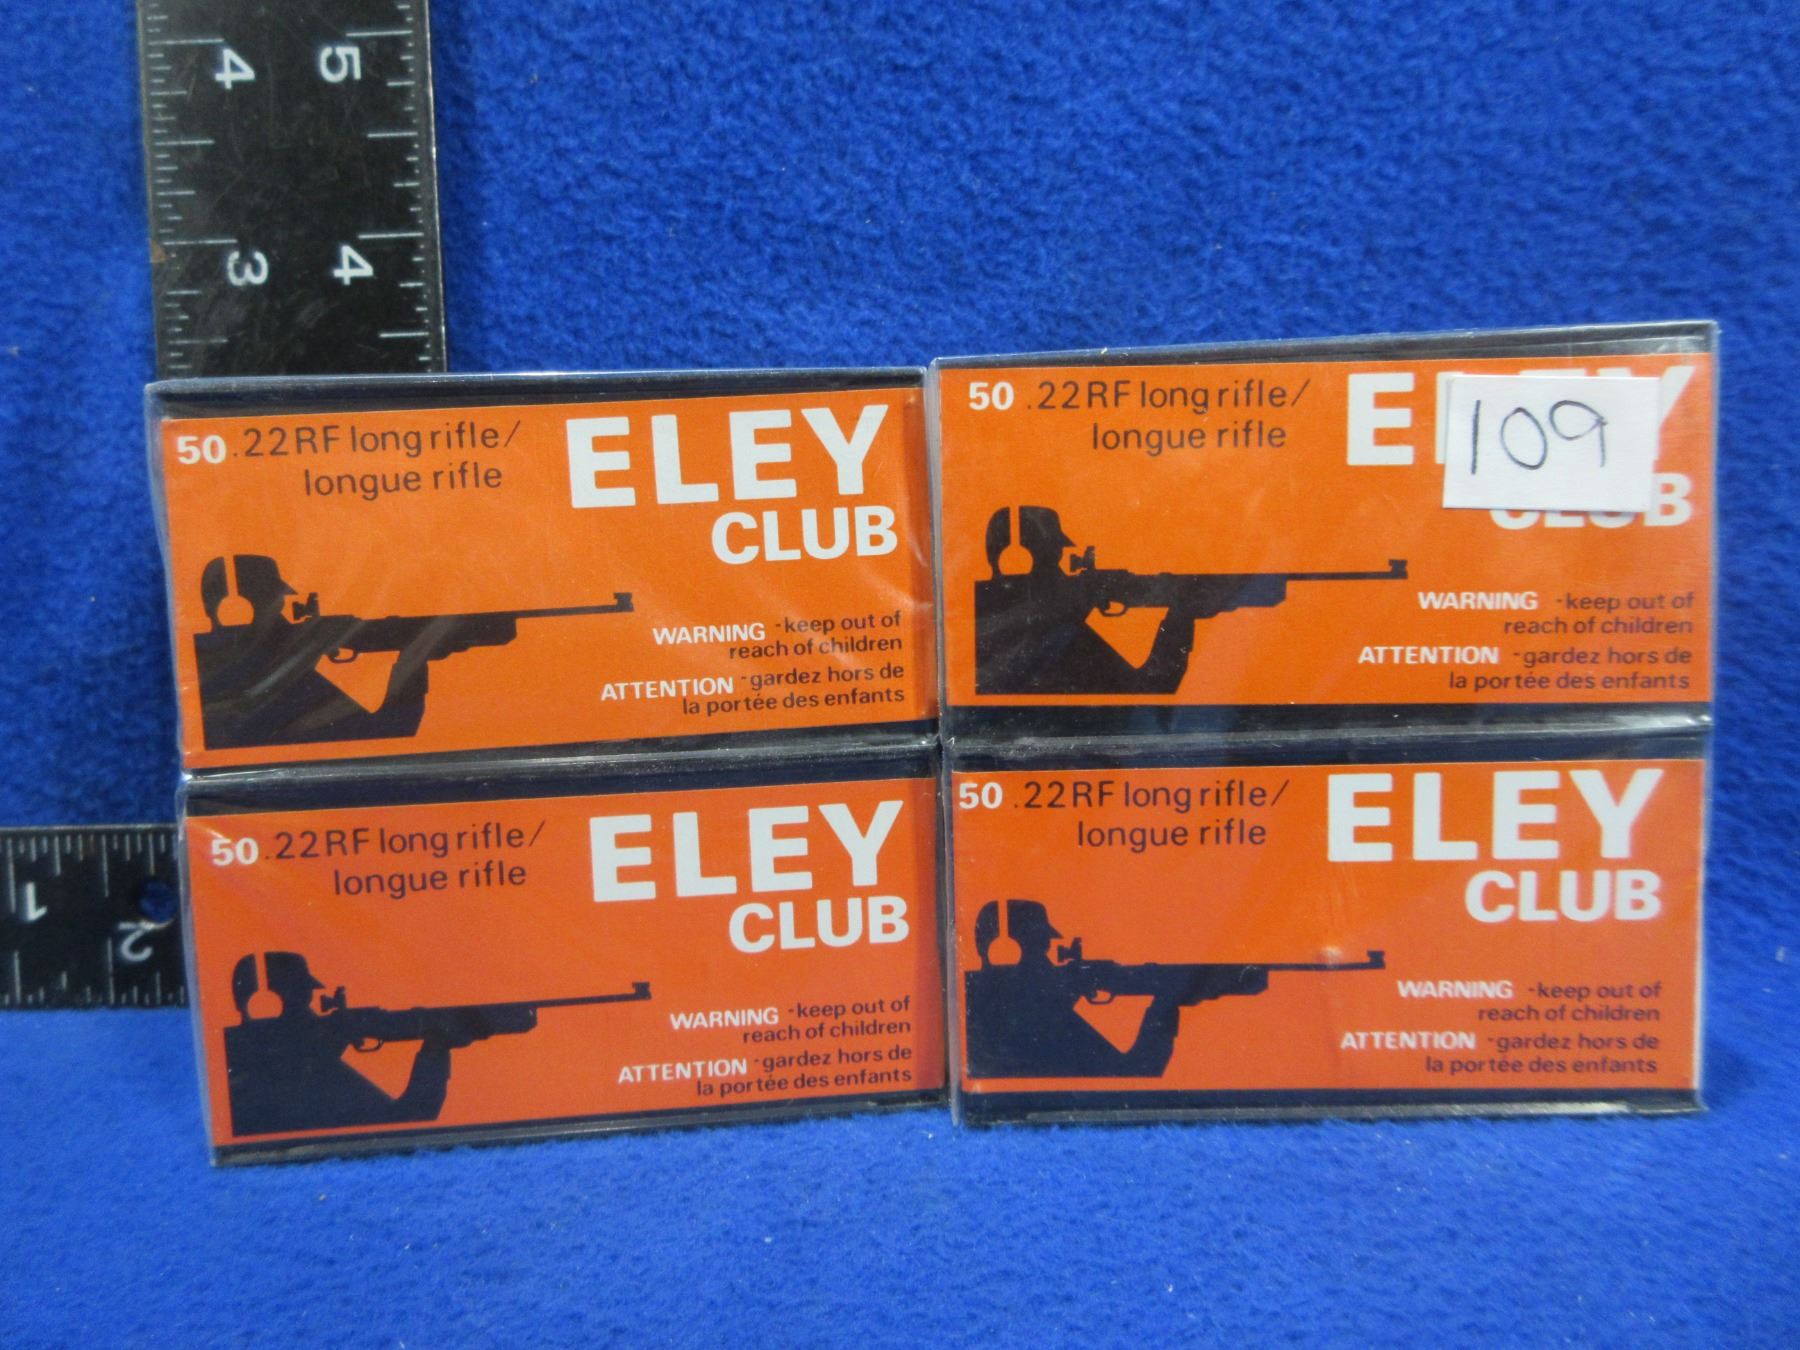 4 5
3 4
1
2
50 .22RF long rifle/
longue rifle
ELEY
CLUB
WARNING -keep out of
reach of children
ATTENTION -gardez hors de
la portée des enfants
50 .22RF long rifle/
longue rifle
ELEY
109
CLUB
WARNING -keep out of
reach of children
ATTENTION -gardez hors de
la portée des enfants
50 .22RF long rifle/
longue rifle
ELEY
CLUB
WARNING -keep out of
reach of children
ATTENTION -gardez hors de
la portée des enfants
50 .22RF long rifle/
longue rifle
ELEY
CLUB
WARNING -keep out of
reach of children
ATTENTION -gardez hors de
la portée des enfants